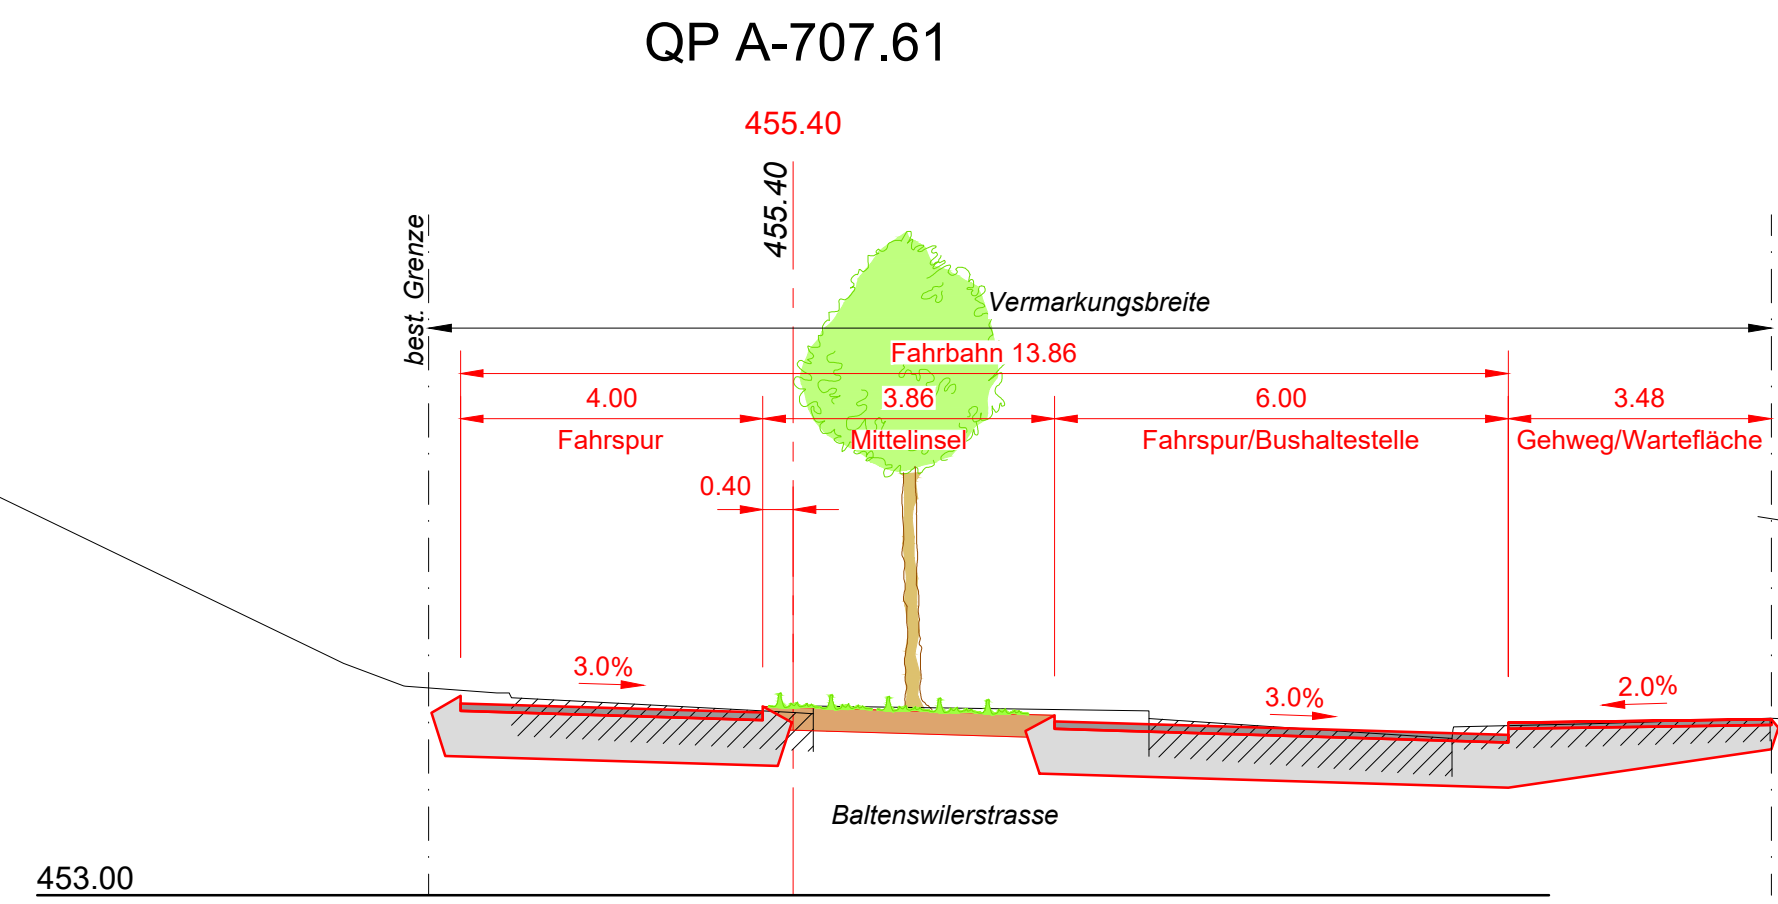 QP A-707.61
455.40
455.40
best. Grenze
Vermarkungsbreite
Fahrbahn 13.86
4.00
3.86
6.00
3.48
Fahrspur
Mittelinsel
Fahrspur/Bushaltestelle
Gehweg/Wartefläche
0.40
3.0%
3.0%
2.0%
Baltenswilerstrasse
453.00